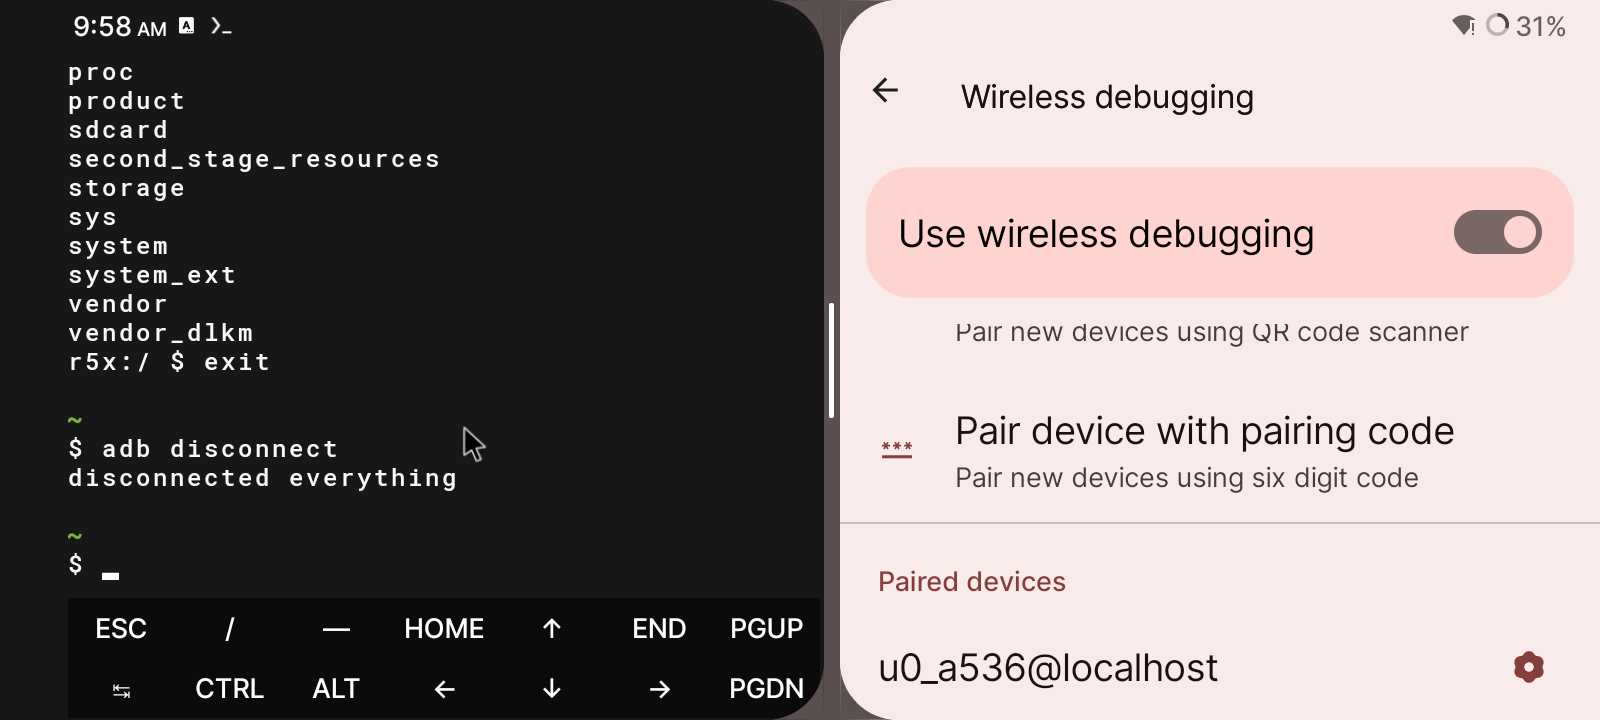 9:58 AM
proc
product
sdcard
second_stage_resources
storage
sys
system
system_ext
vendor
vendor_dlkm
r5x:/ $ exit
~
$ adb disconnect
disconnected everything
~
$
ESC / — HOME ↑ END PGUP
↹ CTRL ALT ← ↓ → PGDN
31%
Wireless debugging
Use wireless debugging
Pair new devices using QR code scanner
Pair device with pairing code
Pair new devices using six digit code
Paired devices
u0_a536@localhost